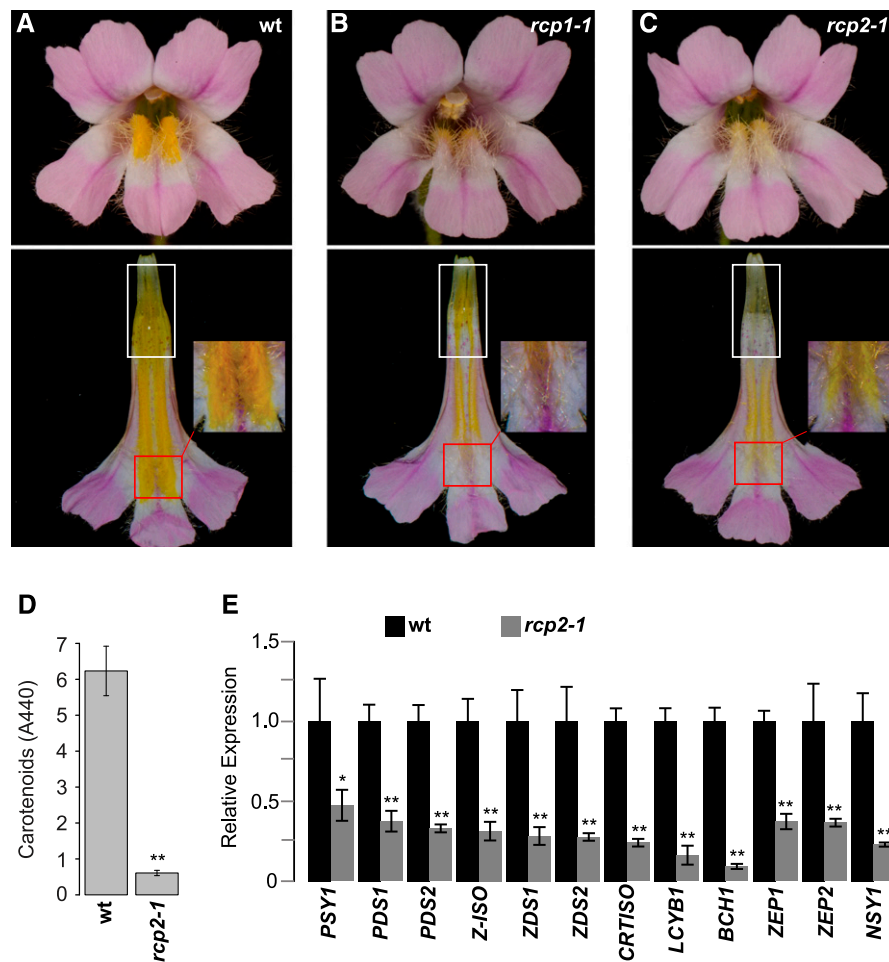 A wt
B rcp1-1
C rcp2-1
D
Carotenoids (A440)
7
6
5
4
3
2
1
0
**
wt
rcp2-1
E
wt
rcp2-1
Relative Expression
1.5
1.0
0.5
0
*
**
**
**
**
**
**
**
**
**
**
**
PSY1
PDS1
PDS2
Z-ISO
ZDS1
ZDS2
CRTISO
LCYB1
BCH1
ZEP1
ZEP2
NSY1